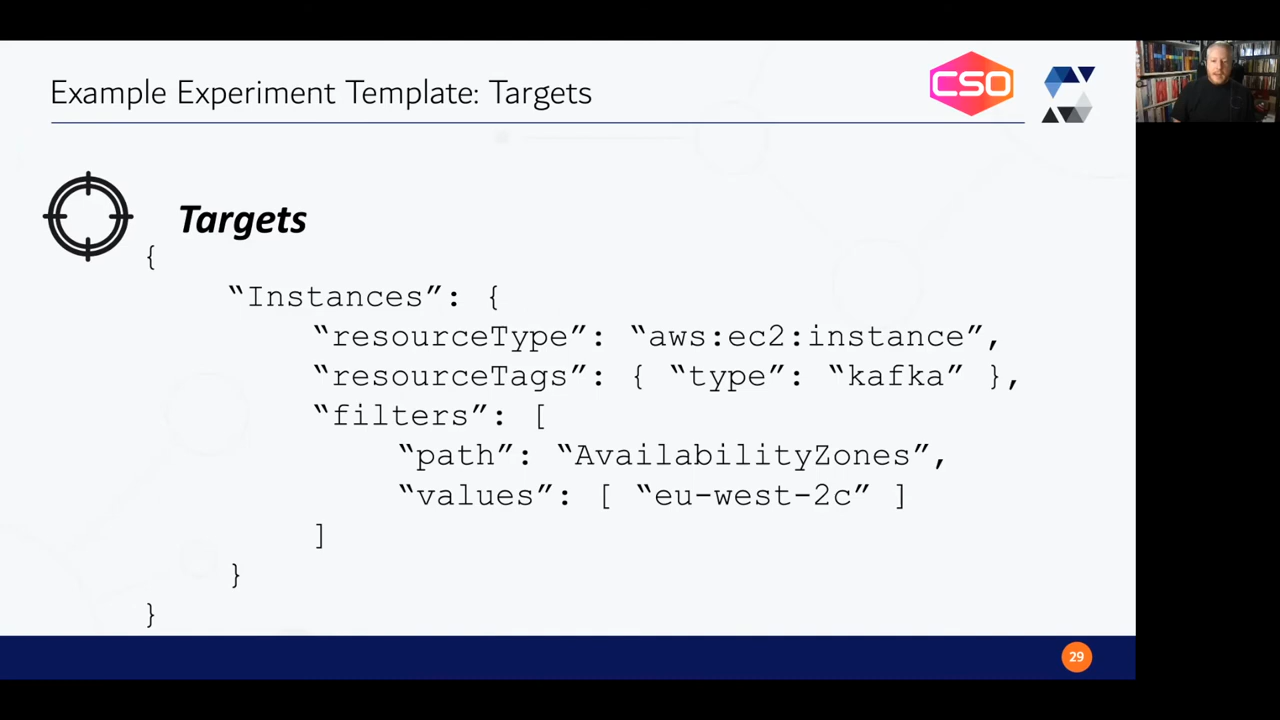 Example Experiment Template: Targets
CSO
Targets
{
“Instances”: {
“resourceType”: “aws:ec2:instance”,
“resourceTags”: { “type”: “kafka” },
“filters”: [
“path”: “AvailabilityZones”,
“values”: [ “eu-west-2c” ]
]
}
}
29